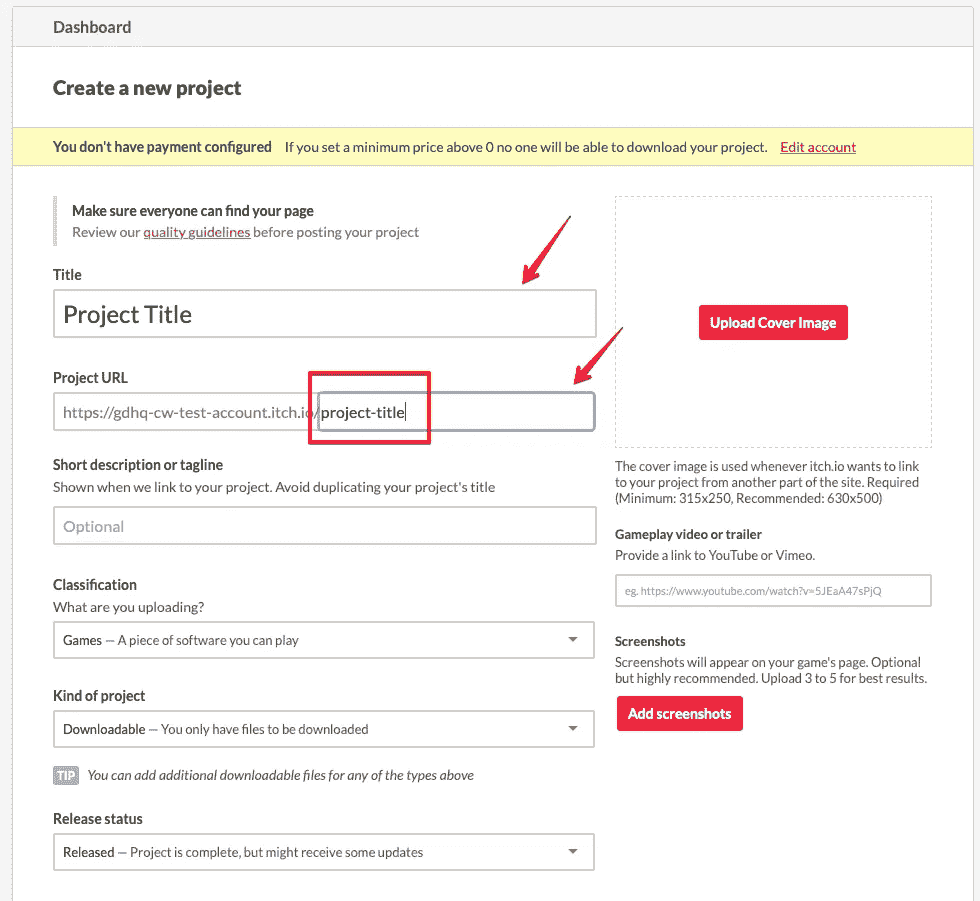 Dashboard
Create a new project
You don't have payment configured If you set a minimum price above 0 no one will be able to download your project. Edit account
Make sure everyone can find your page
Review our quality guidelines before posting your project
Title
Project Title
Project URL
https://gdhq-cw-test-account.itch.io/project-title
Short description or tagline
Shown when we link to your project. Avoid duplicating your project's title
Optional
Classification
What are you uploading?
Games — A piece of software you can play
Kind of project
Downloadable — You only have files to be downloaded
TIP You can add additional downloadable files for any of the types above
Release status
Released — Project is complete, but might receive some updates
Upload Cover Image
The cover image is used whenever itch.io wants to link
to your project from another part of the site. Required
(Minimum: 315x250, Recommended: 630x500)
Gameplay video or trailer
Provide a link to YouTube or Vimeo.
eg. https://www.youtube.com/watch?v=5JEaA47sPjQ
Screenshots
Screenshots will appear on your game's page. Optional
but highly recommended. Upload 3 to 5 for best results.
Add screenshots